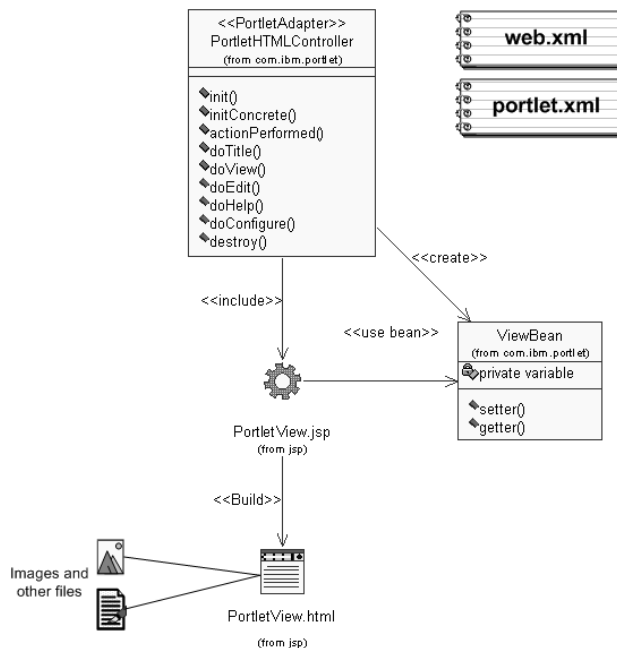 <<PortletAdapter>>
PortletHTMLController
(from com.ibm.portlet)
init()
initConcrete()
actionPerformed()
doTitle()
doView()
doEdit()
doHelp()
doConfigure()
destroy()
web.xml
portlet.xml
<<create>>
<<include>>
<<use bean>>
ViewBean
(from com.ibm.portlet)
private variable
setter()
getter()
PortletView.jsp
(from jsp)
<<Build>>
Images and
other files
PortletView.html
(from jsp)